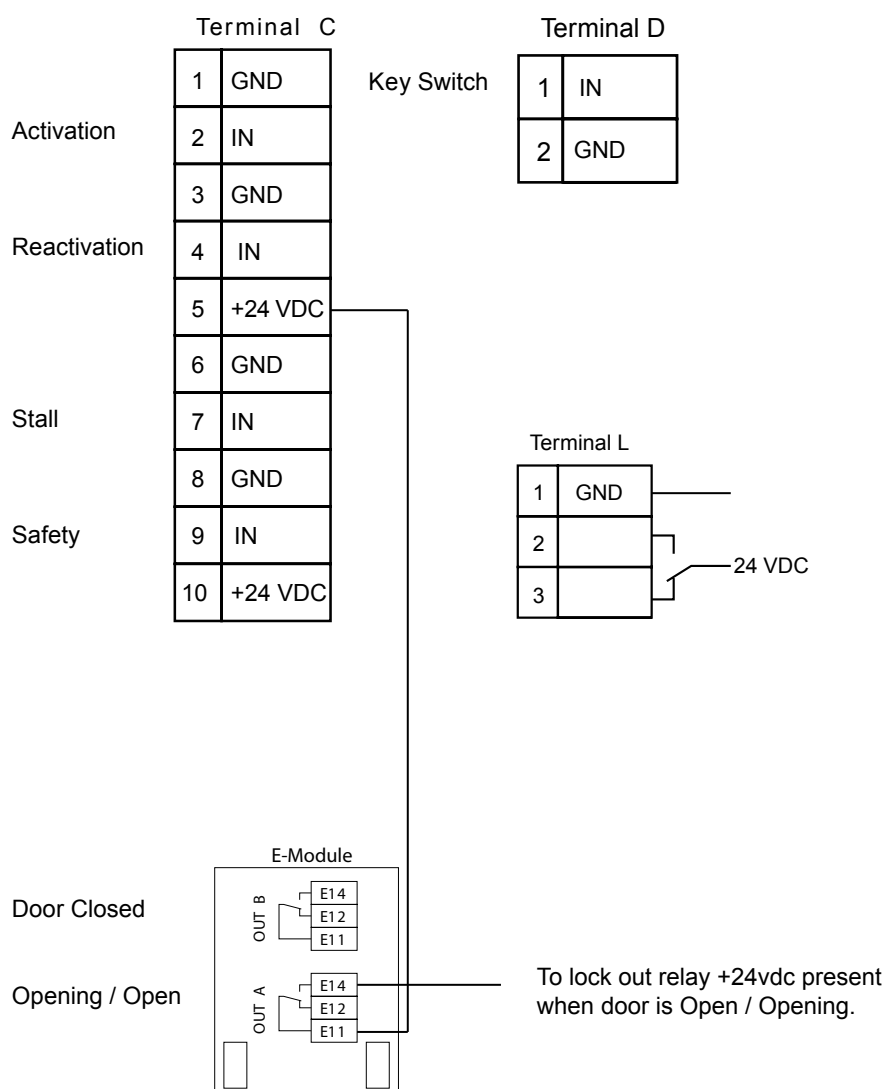 Terminal C
1 GND
Activation 2 IN
3 GND
Reactivation 4 IN
5 +24 VDC
6 GND
Stall 7 IN
8 GND
Safety 9 IN
10 +24 VDC
Terminal D
Key Switch 1 IN
2 GND
Terminal L
1 GND
2
24 VDC
3
E-Module
Door Closed
OUT B
E14
E12
E11
Opening / Open
OUT A
E14
E12
E11
To lock out relay +24vdc present
when door is Open / Opening.